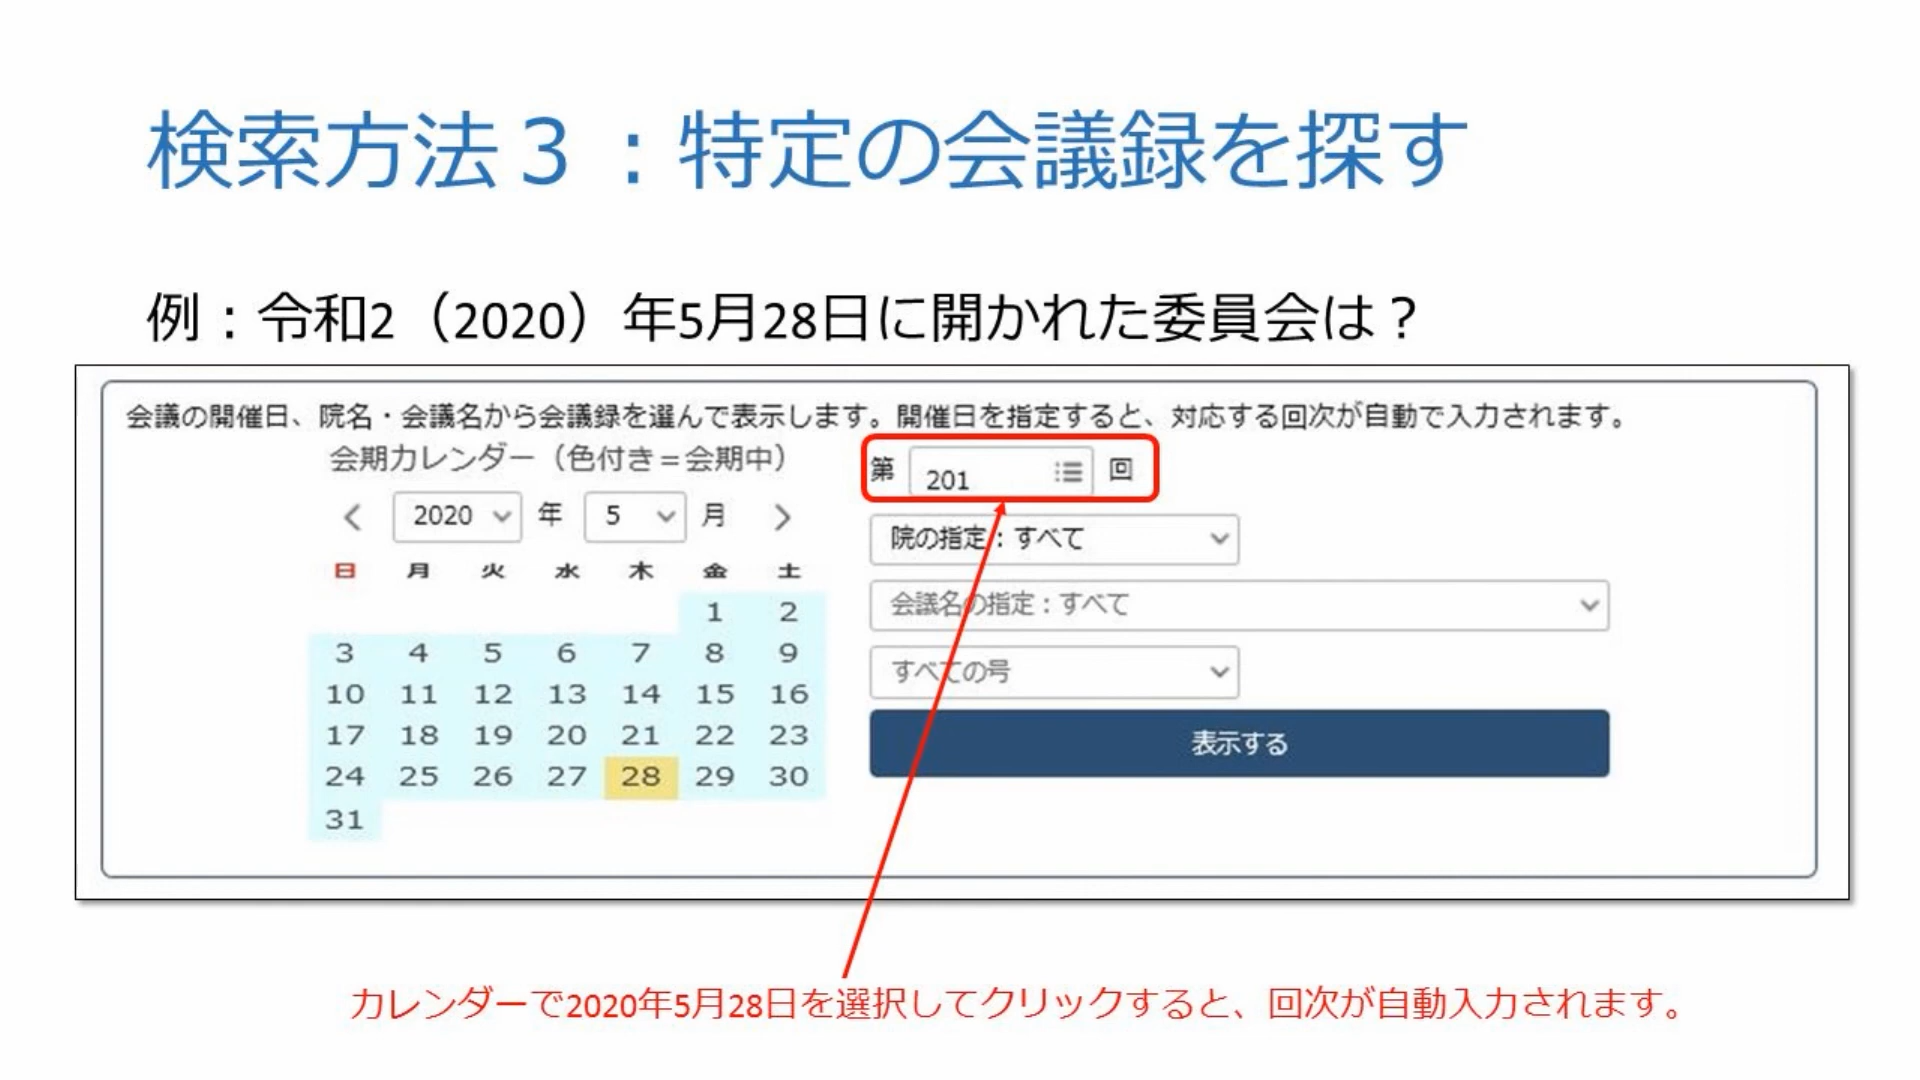 検索方法３：特定の会議録を探す
例：令和2（2020）年5月28日に開かれた委員会は？
会議の開催日、院名・会議名から会議録を選んで表示します。開催日を指定すると、対応する回次が自動で入力されます。
会期カレンダー（色付き＝会期中）
2020 年 5 月
日 月 火 水 木 金 土
1 2
3 4 5 6 7 8 9
10 11 12 13 14 15 16
17 18 19 20 21 22 23
24 25 26 27 28 29 30
31
第 201 回
院の指定：すべて
会議名の指定：すべて
すべての号
表示する
カレンダーで2020年5月28日を選択してクリックすると、回次が自動入力されます。